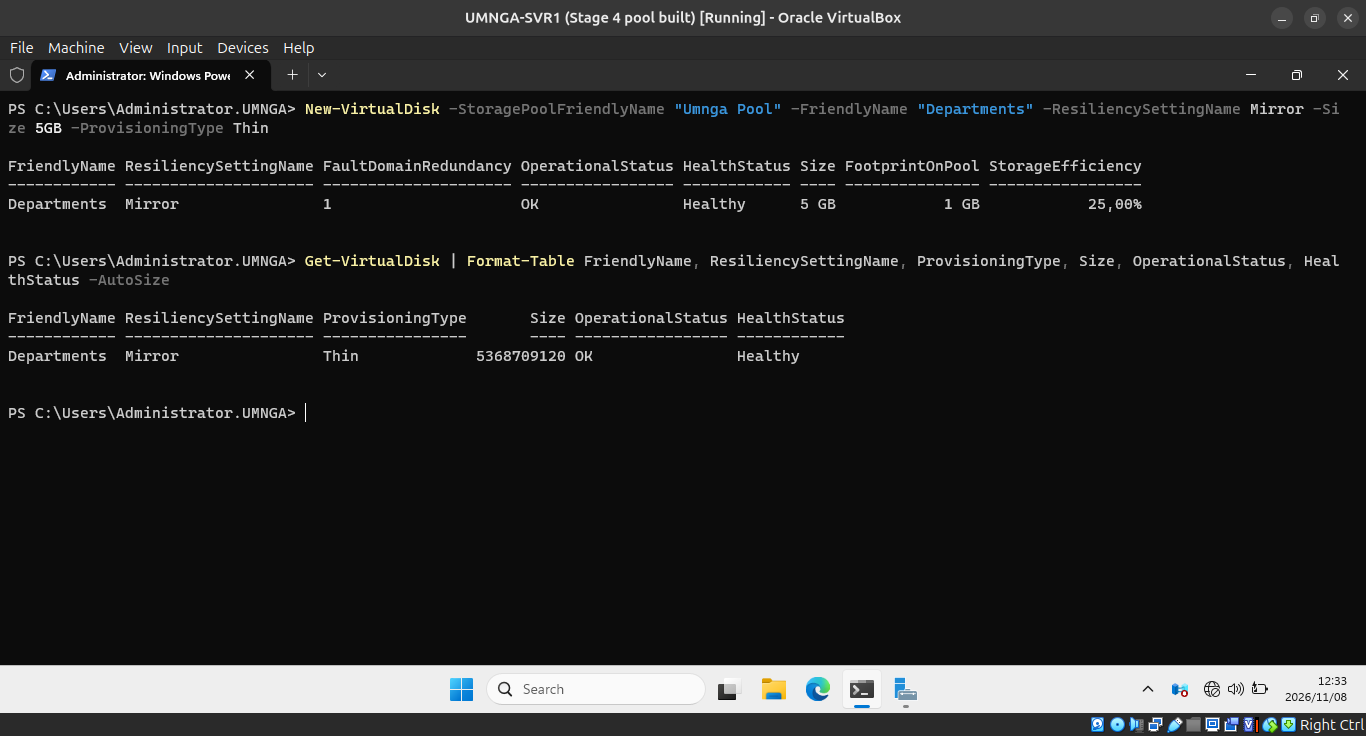 UMNGA-SVR1 (Stage 4 pool built) [Running] - Oracle VirtualBox
File Machine View Input Devices Help
Administrator: Windows Powe
PS C:\Users\Administrator.UMNGA> New-VirtualDisk -StoragePoolFriendlyName "Umnga Pool" -FriendlyName "Departments" -ResiliencySettingName Mirror -Si
ze 5GB -ProvisioningType Thin
FriendlyName ResiliencySettingName FaultDomainRedundancy OperationalStatus HealthStatus Size FootprintOnPool StorageEfficiency
------------ --------------------- --------------------- ----------------- ------------ ---- --------------- -----------------
Departments Mirror 1 OK Healthy 5 GB 1 GB 25,00%
PS C:\Users\Administrator.UMNGA> Get-VirtualDisk | Format-Table FriendlyName, ResiliencySettingName, ProvisioningType, Size, OperationalStatus, Heal
thStatus -AutoSize
FriendlyName ResiliencySettingName ProvisioningType Size OperationalStatus HealthStatus
------------ --------------------- ---------------- ---- ----------------- ------------
Departments Mirror Thin 5368709120 OK Healthy
PS C:\Users\Administrator.UMNGA>
Search
12:33
2026/11/08
Right Ctrl